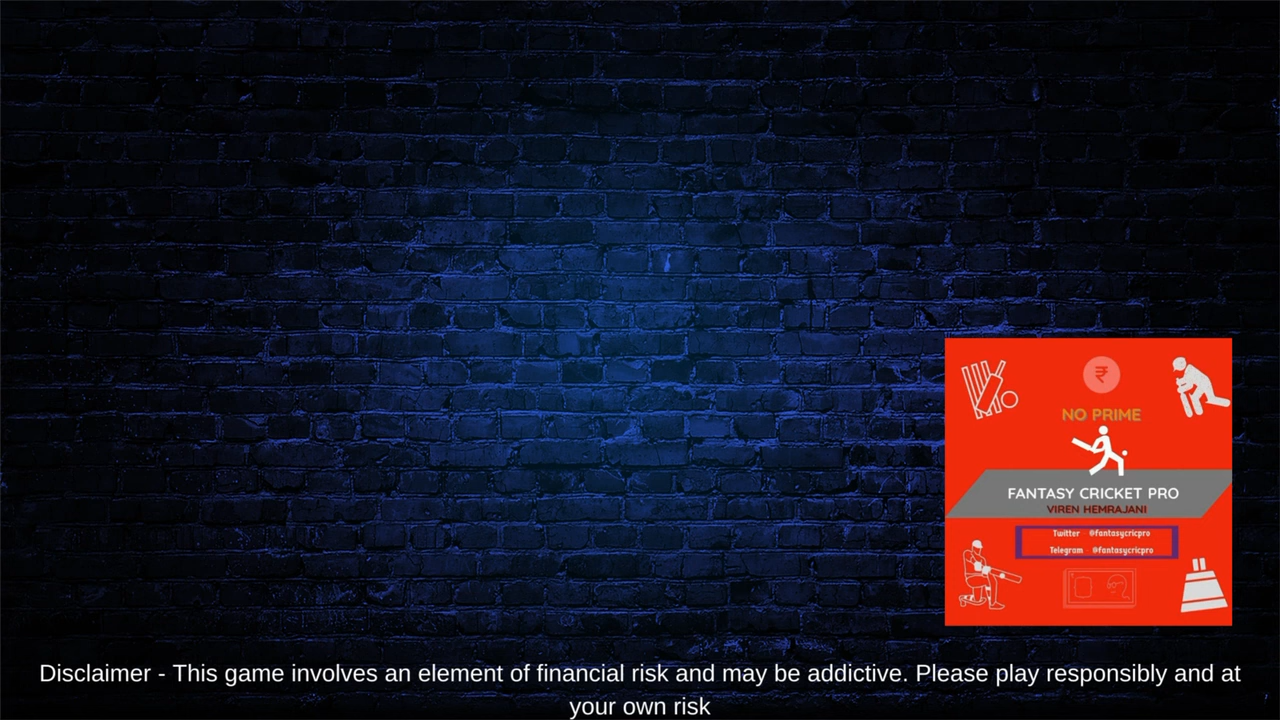 ₹
NO PRIME
FANTASY CRICKET PRO
VIREN HEMRAJANI
Twitter - @fantasycricpro
Telegram - @fantasycricpro
Disclaimer - This game involves an element of financial risk and may be addictive. Please play responsibly and at
your own risk